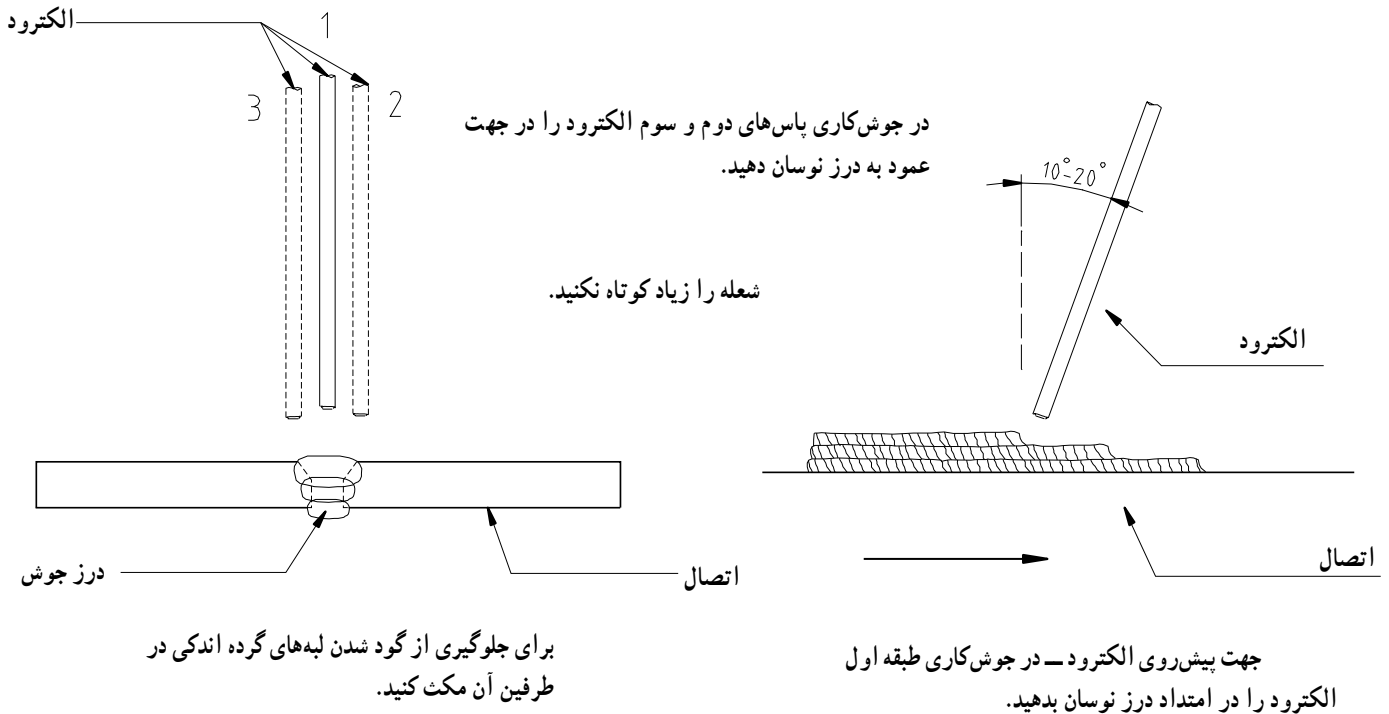 الکترود
1
3
2
در جوش‌کاری پاس‌های دوم و سوم الکترود را در جهت
عمود به درز نوسان دهید.
10°-20°
شعله را زیاد کوتاه نکنید.
الکترود
درز جوش
اتصال
اتصال
برای جلوگیری از گود شدن لبه‌های گرده اندکی در
طرفین آن مکث کنید.
جهت پیش‌روی الکترود ــ در جوش‌کاری طبقه اول
الکترود را در امتداد درز نوسان بدهید.